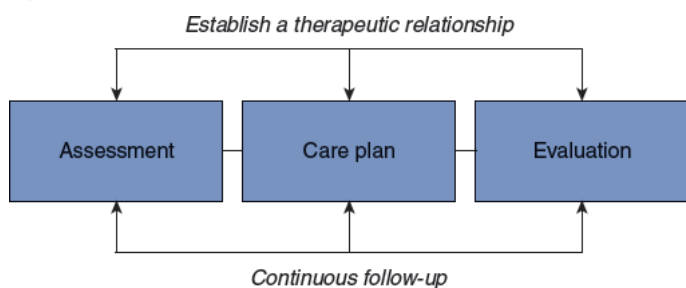 Establish a therapeutic relationship
Assessment
Care plan
Evaluation
Continuous follow-up